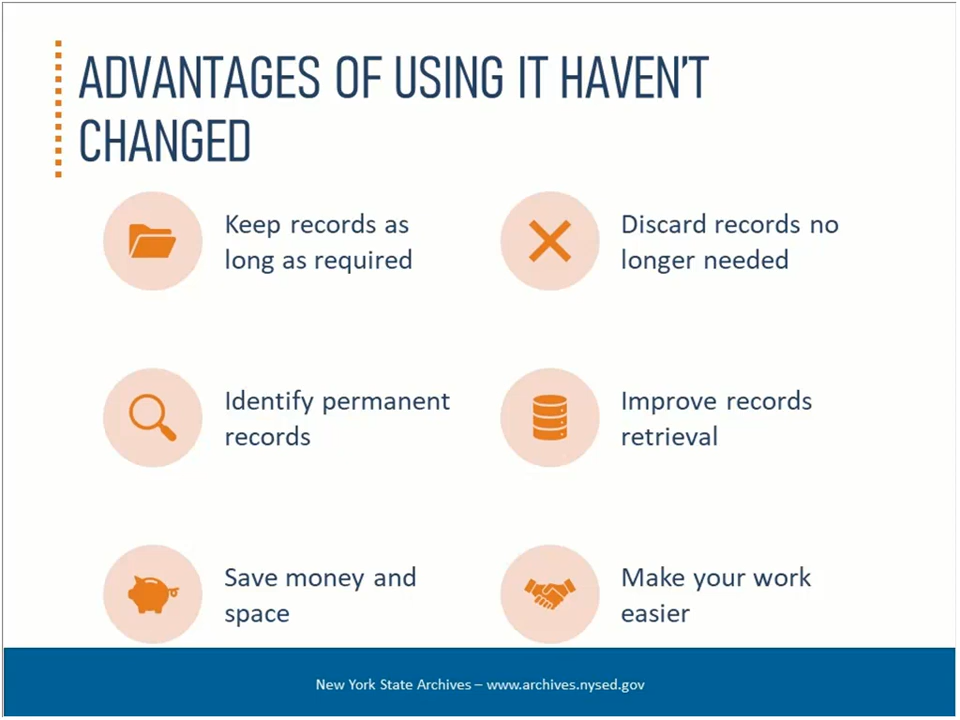 ADVANTAGES OF USING IT HAVEN'T
CHANGED
Keep records as
long as required
Discard records no
longer needed
Identify permanent
records
Improve records
retrieval
Save money and
space
Make your work
easier
New York State Archives – www.archives.nysed.gov